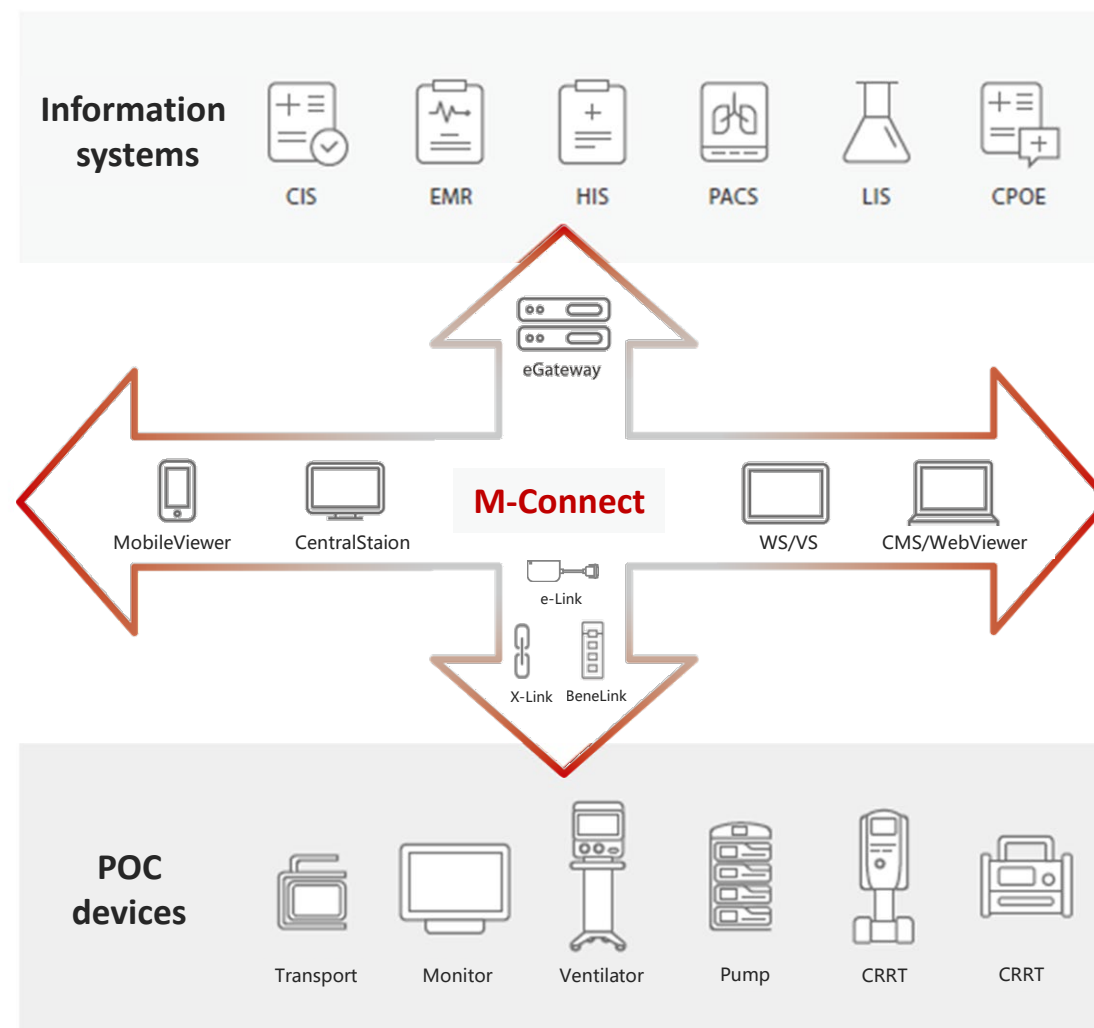 Information
systems
CIS
EMR
HIS
PACS
LIS
CPOE
eGateway
M-Connect
MobileViewer
CentralStaion
WS/VS
CMS/WebViewer
e-Link
X-Link
BeneLink
POC
devices
Transport
Monitor
Ventilator
Pump
CRRT
CRRT